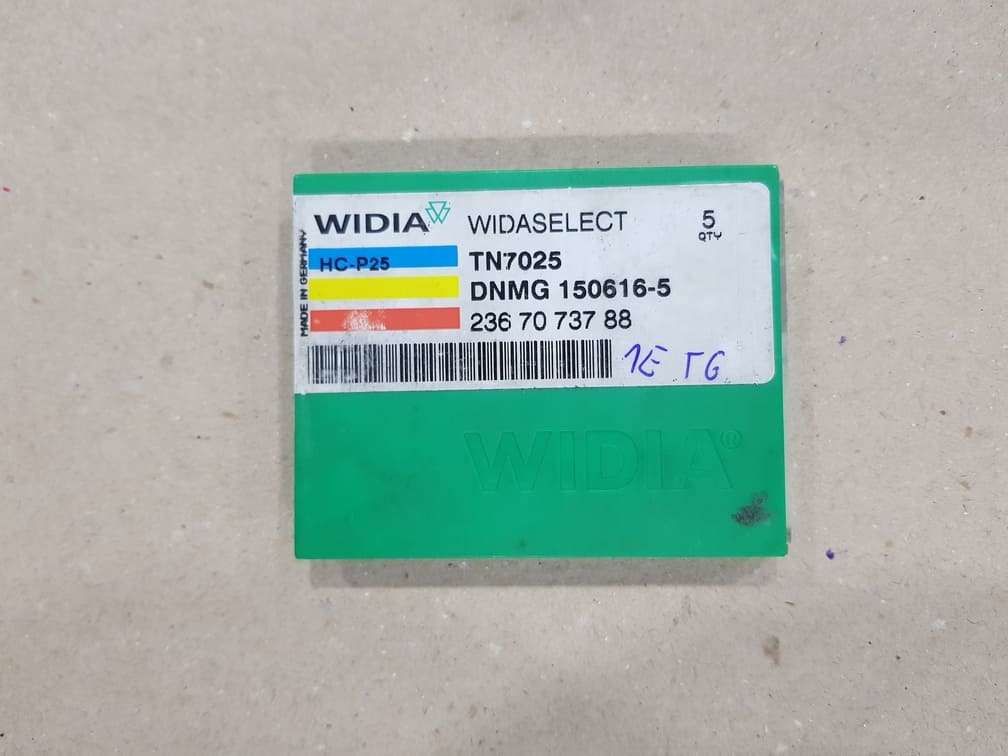 WIDIA WIDASELECT 5
QTY
MADE IN GERMANY
HC-P25 TN7025
DNMG 150616-5
236 70 737 88
WIDIA®